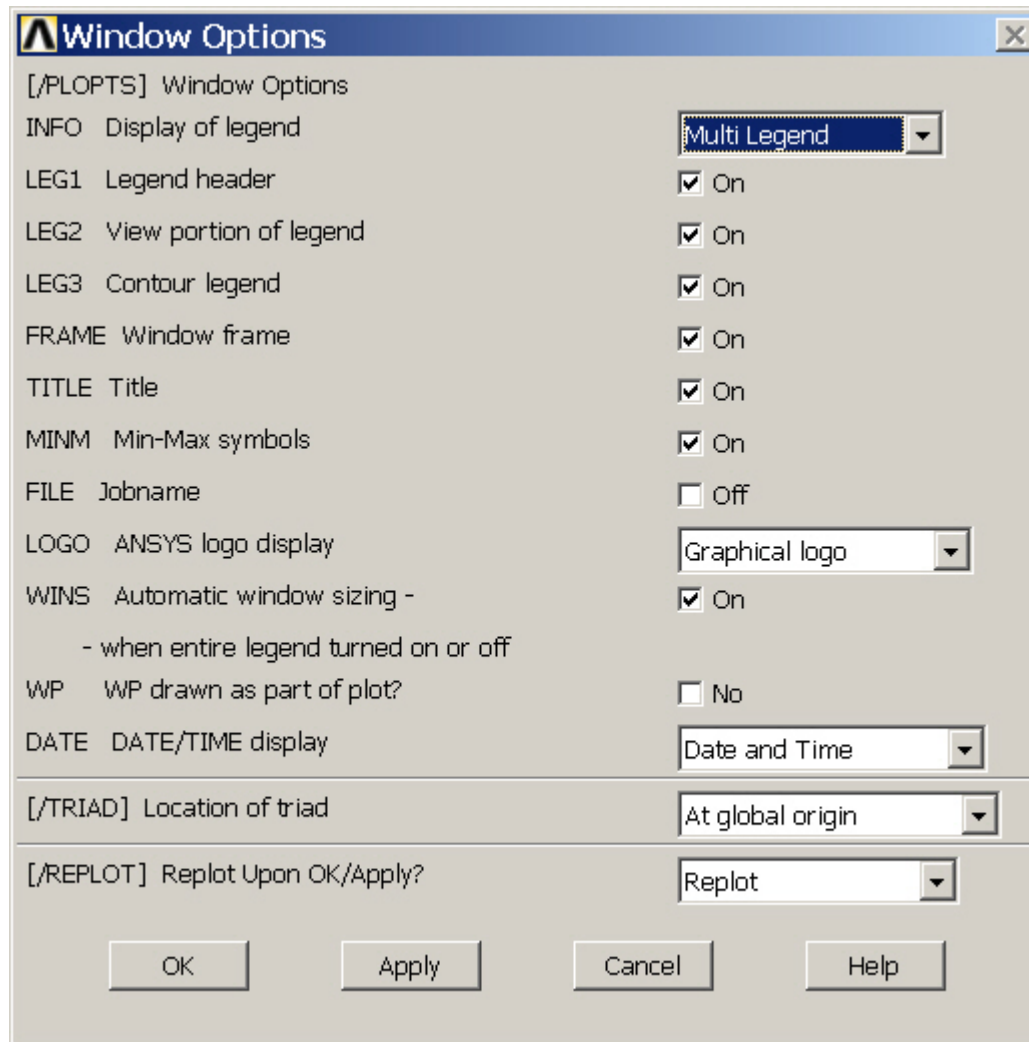 Window Options
[/PLOPTS] Window Options
INFO Display of legend Multi Legend
LEG1 Legend header On
LEG2 View portion of legend On
LEG3 Contour legend On
FRAME Window frame On
TITLE Title On
MINM Min-Max symbols On
FILE Jobname Off
LOGO ANSYS logo display Graphical logo
WINS Automatic window sizing - On
- when entire legend turned on or off
WP WP drawn as part of plot? No
DATE DATE/TIME display Date and Time
[/TRIAD] Location of triad At global origin
[/REPLOT] Replot Upon OK/Apply? Replot
OK Apply Cancel Help